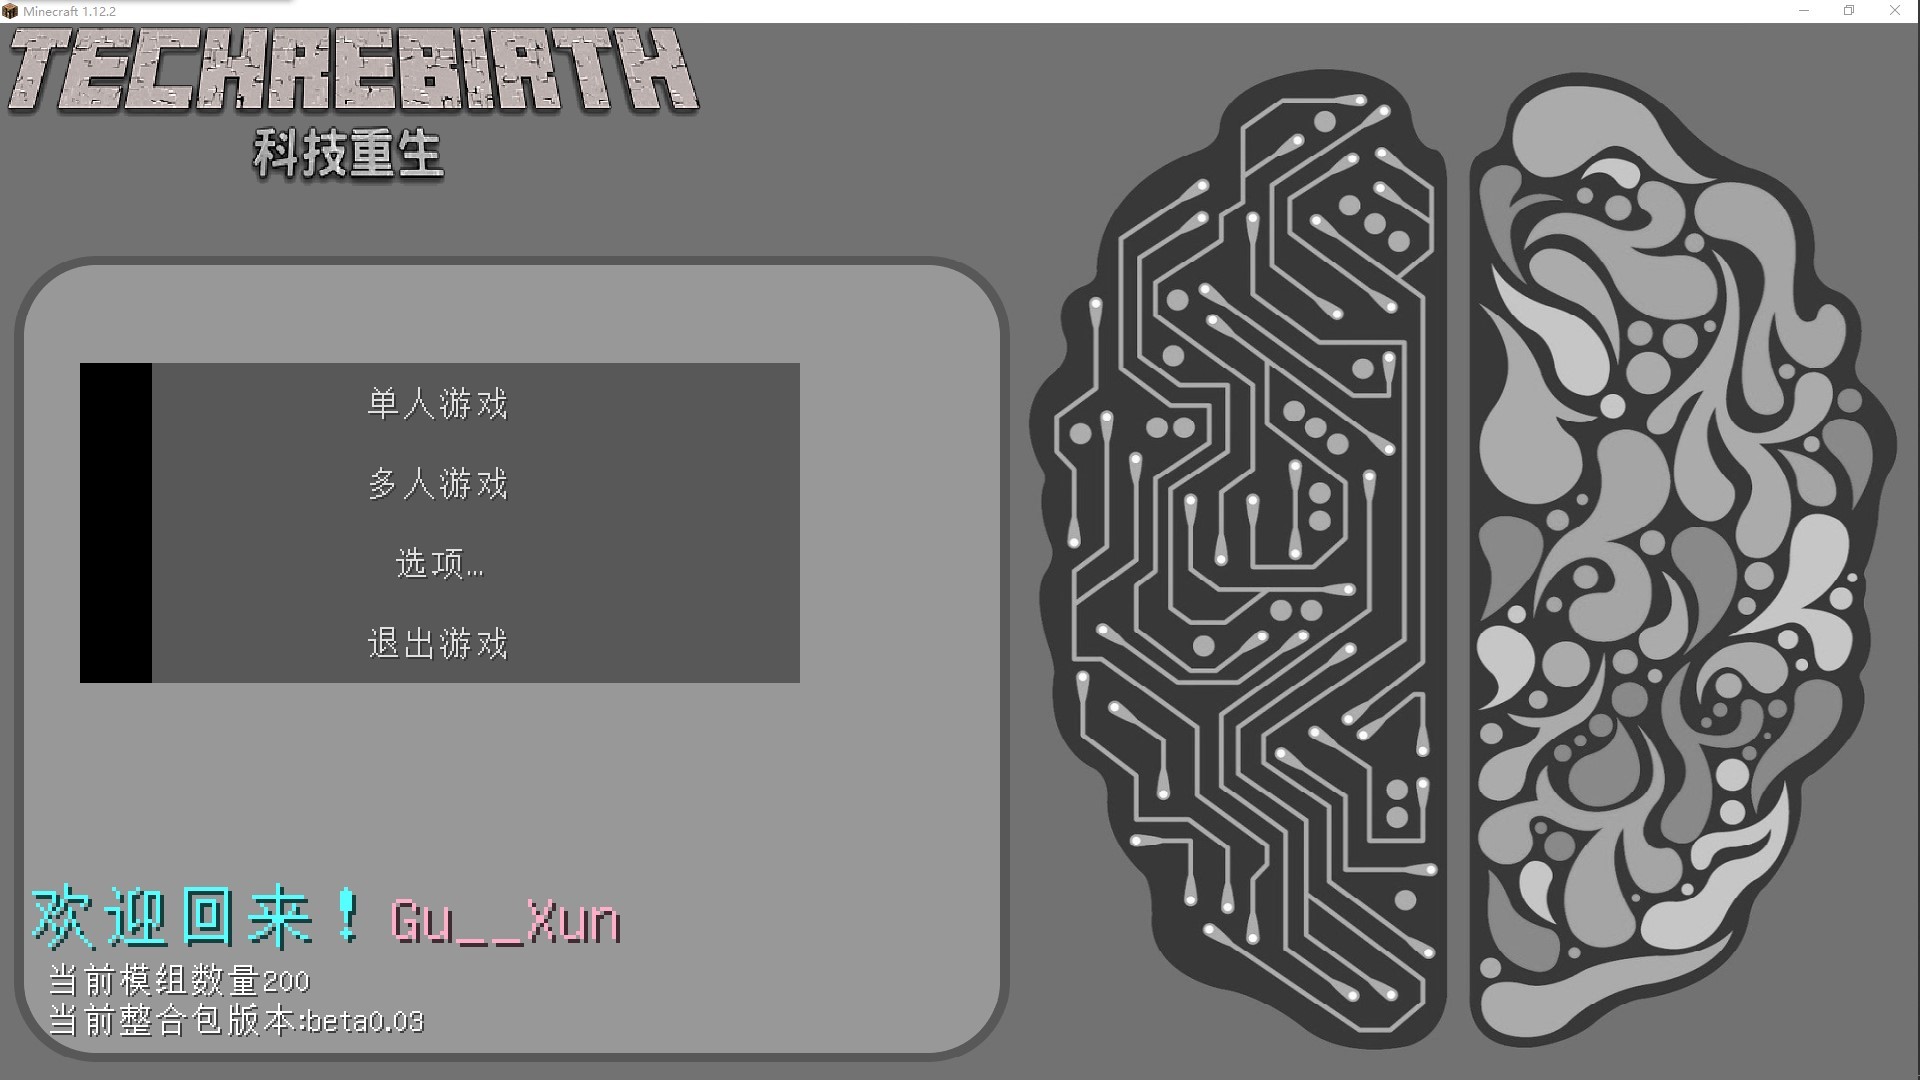 Minecraft 1.12.2
TECHREBIRTH
科技重生
单人游戏
多人游戏
选项...
退出游戏
欢迎回来！Gu__Xun
当前模组数量200
当前整合包版本:beta0.03